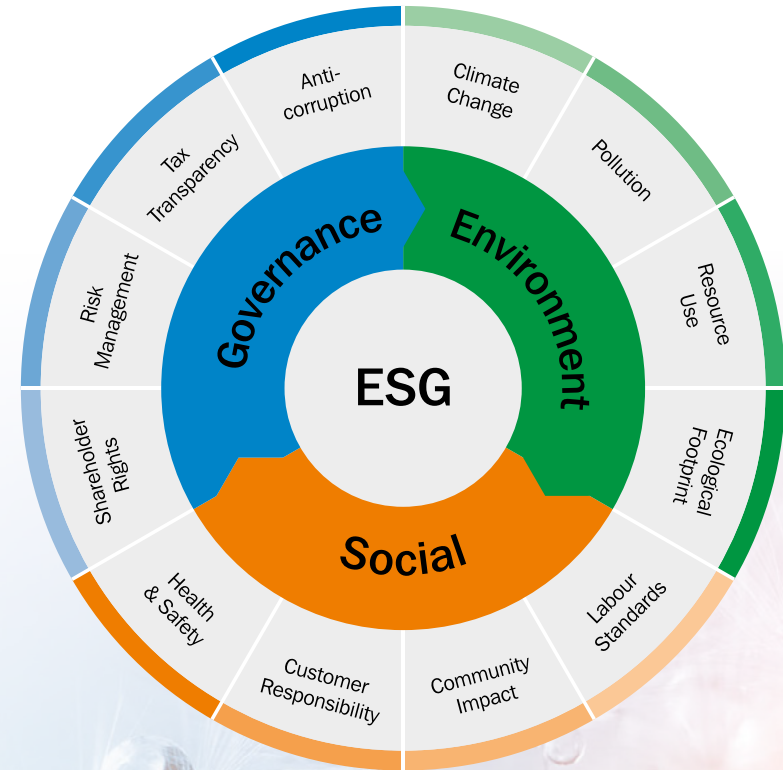 ESG
Environment
Climate
Change
Pollution
Resource
Use
Ecological
Footprint
Social
Labour
Standards
Community
Impact
Customer
Responsibility
Health
& Safety
Governance
Shareholder
Rights
Risk
Management
Tax
Transparency
Anti-
corruption